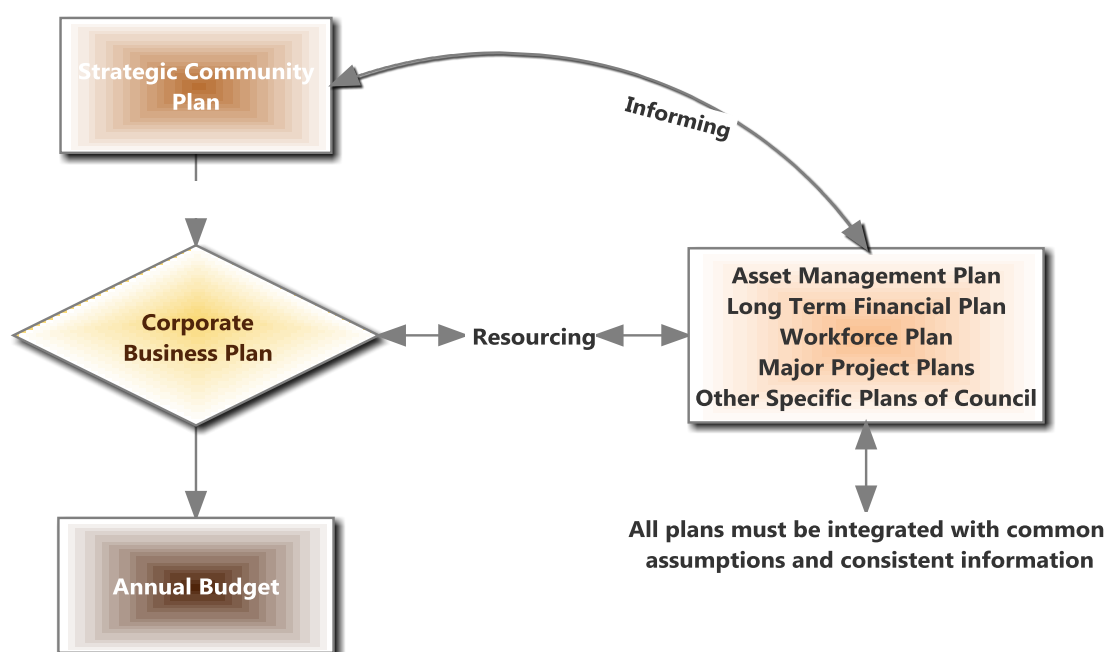 Strategic Community
Plan
Informing
Asset Management Plan
Long Term Financial Plan
Workforce Plan
Major Project Plans
Other Specific Plans of Council
Corporate
Business Plan
Resourcing
All plans must be integrated with common
assumptions and consistent information
Annual Budget